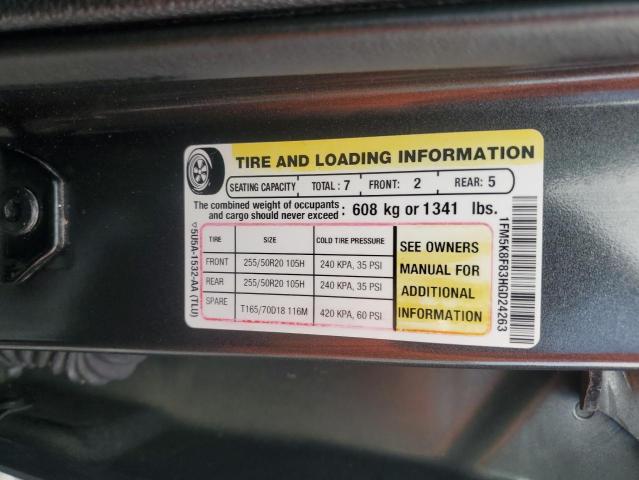 TIRE AND LOADING INFORMATION
SEATING CAPACITY TOTAL : 7 FRONT: 2 REAR: 5
The combined weight of occupants
and cargo should never exceed : 608 kg or 1341 lbs.
TIRE SIZE COLD TIRE PRESSURE
FRONT 255/50R20 105H 240 KPA, 35 PSI
REAR 255/50R20 105H 240 KPA, 35 PSI
SPARE T165/70D18 116M 420 KPA, 60 PSI
SEE OWNERS
MANUAL FOR
ADDITIONAL
INFORMATION
5U5A-1532-AA (TLU)
1FM5K8F83HGD24263